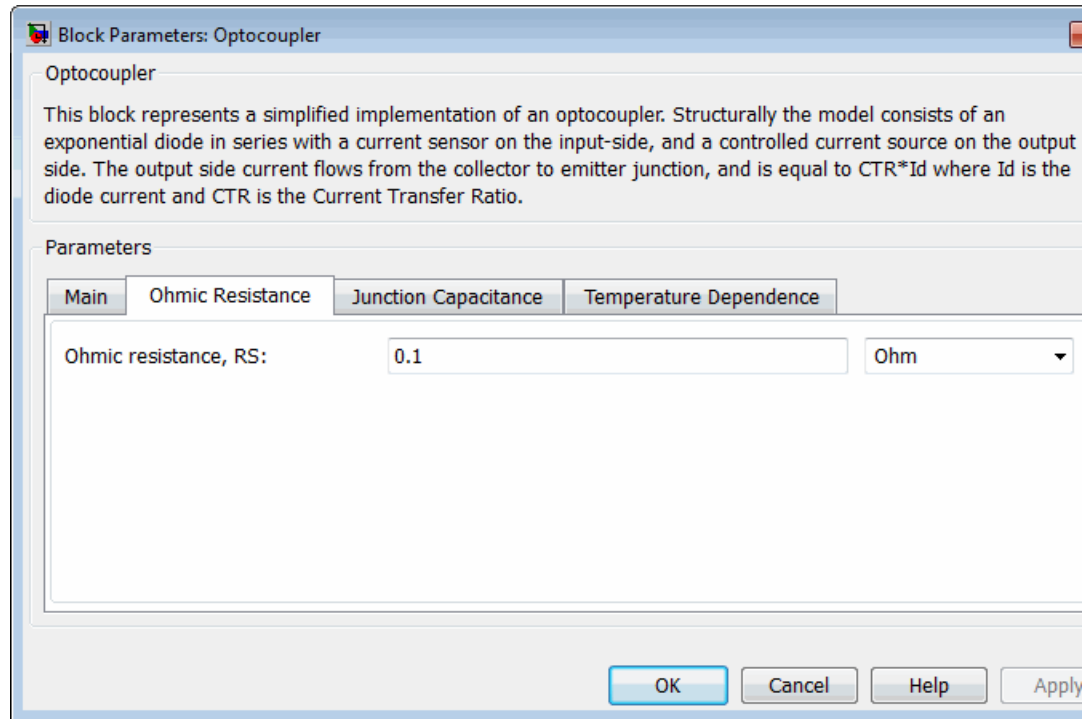 Block Parameters: Optocoupler
Optocoupler
This block represents a simplified implementation of an optocoupler. Structurally the model consists of an
exponential diode in series with a current sensor on the input-side, and a controlled current source on the output
side. The output side current flows from the collector to emitter junction, and is equal to CTR*Id where Id is the
diode current and CTR is the Current Transfer Ratio.
Parameters
Main Ohmic Resistance Junction Capacitance Temperature Dependence
Ohmic resistance, RS: 0.1 Ohm
OK Cancel Help Apply